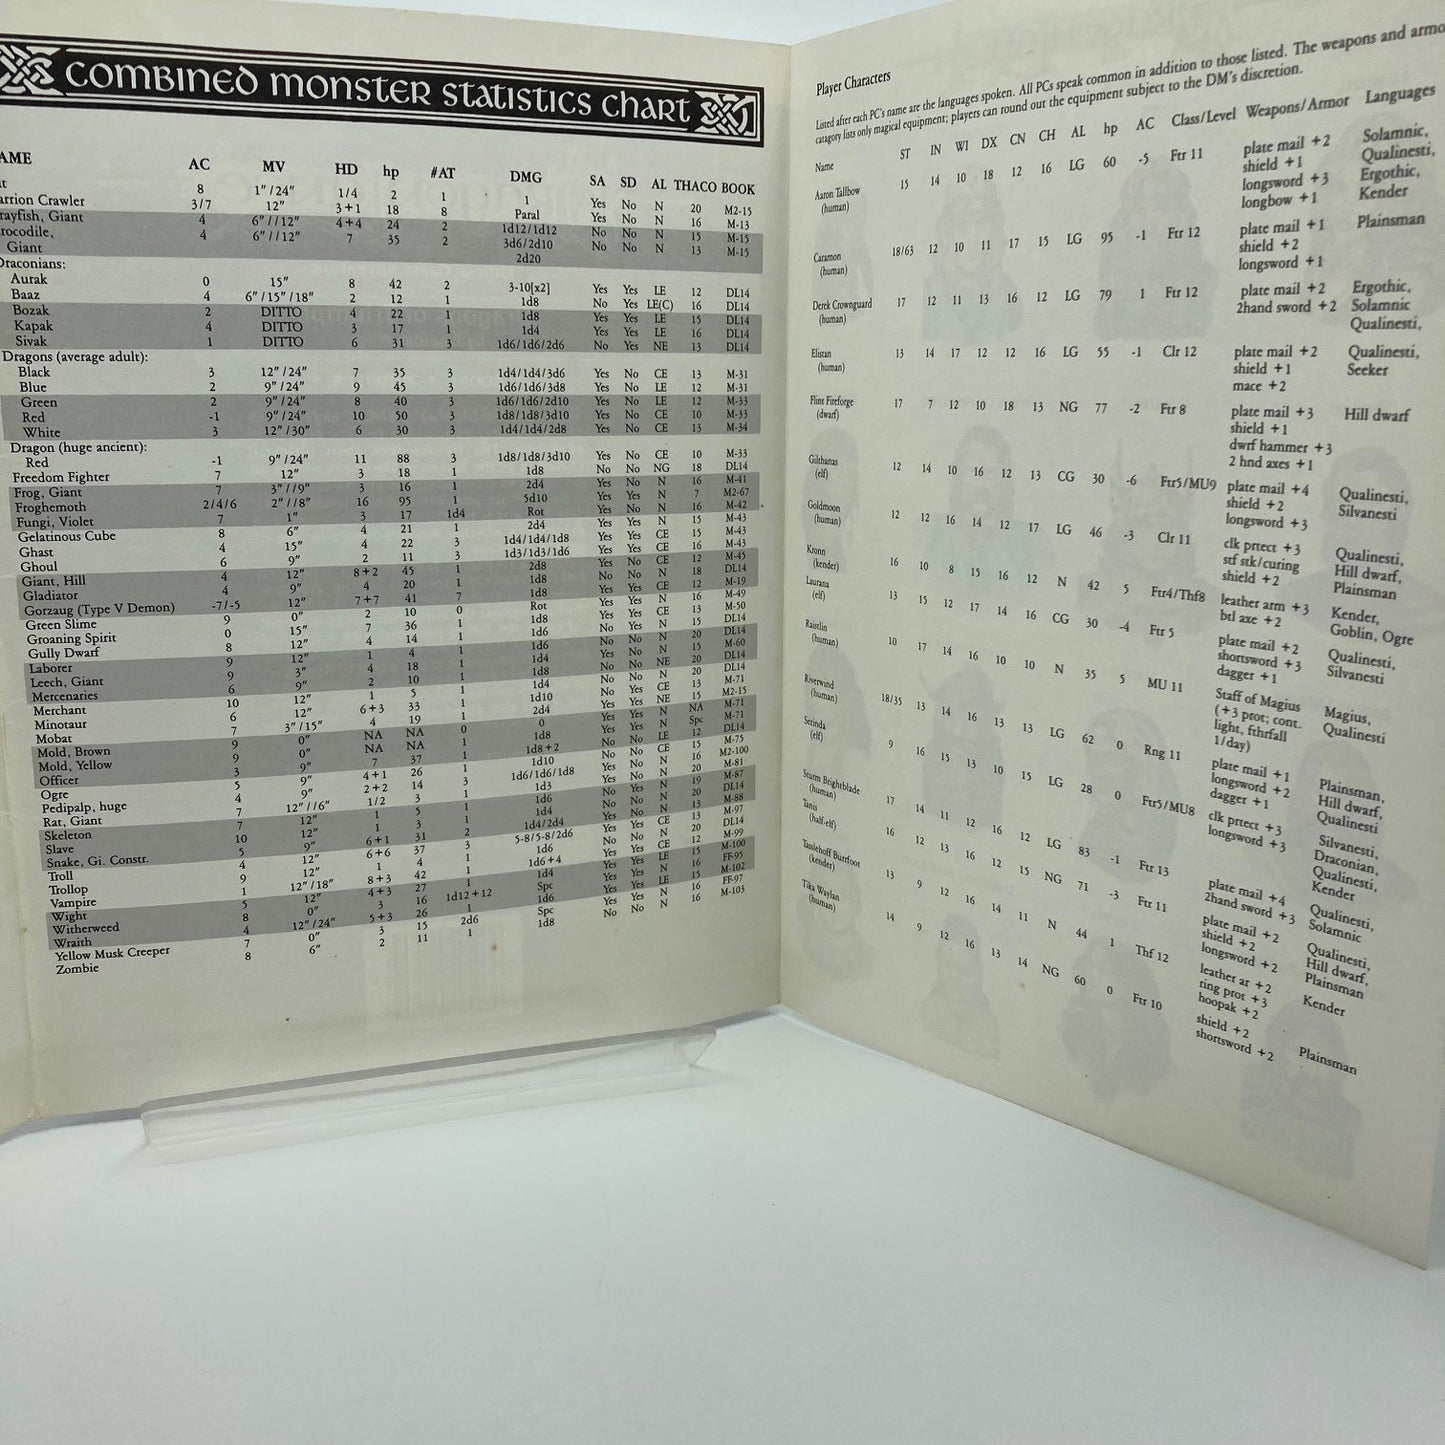 COMBINED MONSTER STATISTICS CHART
AME AC MV HD hp #AT DMG SA SD AL THACO BOOK
t 8 1"/24" 1/4 2 1 1 Yes No N 20 M2-15
arrion Crawler 3/7 12" 3+1 18 8 Paral Yes No N 16 M-13
rayfish, Giant 4 6"//12" 4+4 24 2 1d12/1d12 No No N 15 M-15
rocodile, 4 6"//12" 7 35 2 3d6/2d10 No No N 13 M-15
Giant 2d20
Draconians:
Aurak 0 15" 8 42 2 3-10[x2] Yes Yes LE 12 DL14
Baaz 4 6"/15"/18" 2 12 1 1d8 No Yes LE(C) 16 DL14
Bozak 2 DITTO 4 22 1 1d8 Yes Yes LE 15 DL14
Kapak 4 DITTO 3 17 1 1d4 Yes Yes LE 16 DL14
Sivak 1 DITTO 6 31 3 1d6/1d6/2d6 No Yes NE 13 DL14
Dragons (average adult):
Black 3 12"/24" 7 35 3 1d4/1d4/3d6 Yes No CE 13 M-31
Blue 2 9"/24" 9 45 3 1d6/1d6/3d8 Yes No LE 12 M-31
Green 2 9"/24" 8 40 3 1d6/1d6/2d10 Yes No LE 12 M-33
Red -1 9"/24" 10 50 3 1d8/1d8/3d10 Yes No CE 10 M-33
White 3 12"/30" 6 30 3 1d4/1d4/2d8 Yes No CE 13 M-34
Dragon (huge ancient):
Red -1 9"/24" 11 88 3 1d8/1d8/3d10 Yes No CE 10 M-33
Freedom Fighter 7 12" 3 18 1 1d8 No No NG 18 DL14
Frog, Giant 7 3"//9" 3 16 1 2d4 Yes No N 16 M-41
Froghemoth 2/4/6 2"//8" 16 95 1 5d10 Yes Yes N 7 M2-67
Fungi, Violet 7 1" 3 17 1d4 Rot Yes No N 16 M-42
Gelatinous Cube 8 6" 4 21 1 2d4 Yes Yes N 15 M-43
Ghast 4 15" 4 22 3 1d4/1d4/1d8 Yes Yes CE 15 M-43
Ghoul 6 9" 2 11 3 1d3/1d3/1d6 Yes Yes CE 16 M-43
Giant, Hill 4 12" 8+2 45 1 2d8 No No CE 12 M-45
Gladiator 4 9" 4 20 1 1d8 No No N 18 DL14
Gorzaug (Type V Demon) -7/-5 12" 7+7 41 7 1d8 Yes Yes CE 12 M-19
Green Slime 9 0" 2 10 0 Rot Yes Yes N 16 M-49
Groaning Spirit 0 15" 7 36 1 1d8 Yes Yes CE 13 M-50
Gully Dwarf 8 12" 4 14 1 1d6 No Yes N 15 DL14
Laborer 9 12" 1 4 1 1d6 No No N 20 DL14
Leech, Giant 9 3" 4 18 1 1d4 Yes No N 15 M-60
Mercenaries 6 9" 2 10 1 1d8 No No NE 20 DL14
Merchant 10 12" 1 5 1 1d4 No No N 20 DL14
Minotaur 6 12" 6+3 33 1 1d10 No Yes CE 13 M-71
Mobat 7 3"/15" 4 19 1 2d4 Yes Yes NE 15 M2-15
Mold, Brown 9 0" NA NA 0 0 Yes Yes N NA M-71
Mold, Yellow 9 0" NA NA 1 1d8 Yes Yes N Spc M-71
Officer 3 9" 7 37 1 1d8+2 No No LE 12 DL14
Ogre 5 9" 4+1 26 1 1d10 No No CE 15 M-75
Pedipalp, huge 4 9" 2+2 14 3 1d6/1d6/1d8 No No N 16 M2-100
Rat, Giant 7 12"//6" 1/2 3 1 1d3 Yes No N 20 M-81
Skeleton 7 12" 1 5 1 1d6 No Yes N 19 M-87
Slave 10 12" 1 3 1 1d4 No No N 20 DL14
Snake, Gi. Constr. 5 9" 6+1 31 2 1d4/2d4 Yes No N 13 M-88
Troll 4 12" 6+6 37 3 5-8/5-8/2d6 Yes Yes CE 13 M-97
Trollop 9 12" 1 4 1 1d6 No No N 20 DL14
Vampire 1 12"/18" 8+3 42 1 1d6+4 Yes Yes CE 12 M-99
Wight 5 12" 4+3 27 1 1d4 Yes Yes LE 15 M-100
Witherweed 8 0" 3 16 1d12+12 Spc Yes Yes N 16 FF-95
Wraith 4 12"/24" 5+3 26 1 1d6 Yes Yes LE 15 M-102
Yellow Musk Creeper 7 0" 3 15 2d6 Spc Yes Yes N 16 FF-97
Zombie 8 6" 2 11 1 1d8 No No N 16 M-103
Player Characters
Listed after each PC's name are the languages spoken. All PCs speak common in addition to those listed. The weapons and armo
catagory lists only magical equipment; players can round out the equipment subject to the DM's discretion.
Name ST IN WI DX CN CH AL hp AC Class/Level Weapons/Armor Languages
Aaron Tallbow 15 14 10 18 12 16 LG 60 -5 Ftr 11 plate mail +2 Solamnic,
(human) shield +1 Qualinesti,
longsword +3 Ergothic,
longbow +1 Kender
Caramon 18/63 12 10 11 17 15 LG 95 -1 Ftr 12 plate mail +1 Plainsman
(human) shield +2
longsword +1
Derek Crownguard 17 12 11 13 16 12 LG 79 1 Ftr 12 plate mail +2 Ergothic,
(human) 2hand sword +2 Solamnic
Qualinesti,
Elistan 13 14 17 12 12 16 LG 55 -1 Clr 12 plate mail +2 Qualinesti,
(human) shield +1 Seeker
mace +2
Flint Fireforge 17 7 12 10 18 13 NG 77 -2 Ftr 8 plate mail +3 Hill dwarf
(dwarf) shield +1
dwrf hammer +3
2 hnd axes +1
Gilthanas 12 14 10 16 12 13 CG 30 -6 Ftr5/MU9 plate mail +4 Qualinesti,
(elf) shield +2 Silvanesti
longsword +3
Goldmoon 12 12 16 14 12 17 LG 46 -3 Clr 11 clk prtect +3 Qualinesti,
(human) stf stk/curing Hill dwarf,
shield +2 Plainsman
Kronn 16 10 8 15 16 12 N 42 5 Ftr4/Thf8 leather arm +3 Kender,
(kender) btl axe +2 Goblin, Ogre
Laurana 13 15 12 17 14 16 CG 30 -4 Ftr 5 plate mail +2 Qualinesti,
(elf) shortsword +3 Silvanesti
dagger +1
Raistlin 10 17 14 16 10 10 N 35 5 MU 11 Staff of Magius Magius,
(human) (+3 prot; cont. Qualinesti
light, fthrfall
1/day)
Riverwind 18/35 13 14 16 13 13 LG 62 0 Rng 11 plate mail +1 Plainsman,
(human) longsword +2 Hill dwarf,
dagger +1 Qualinesti
Serinda 9 16 15 13 10 15 LG 28 0 Ftr5/MU8 clk prtect +3 Silvanesti,
(elf) longsword +3 Draconian,
Qualinesti,
Kender
Sturm Brightblade 17 14 11 12 16 12 LG 83 -1 Ftr 13 plate mail +4 Qualinesti,
(human) 2hand sword +3 Solamnic
Tanis 16 12 13 16 12 15 NG 71 -3 Ftr 11 plate mail +2 Qualinesti,
(half-elf) shield +2 Hill dwarf,
longsword +2 Plainsman
Tasslehoff Burrfoot 13 9 12 16 14 11 N 44 1 Thf 12 leather ar +2 Kender
(kender) ring prot +3
hoopak +2
Tika Waylan 14 9 12 16 13 14 NG 60 0 Ftr 10 shield +2 Plainsman
(human) shortsword +2